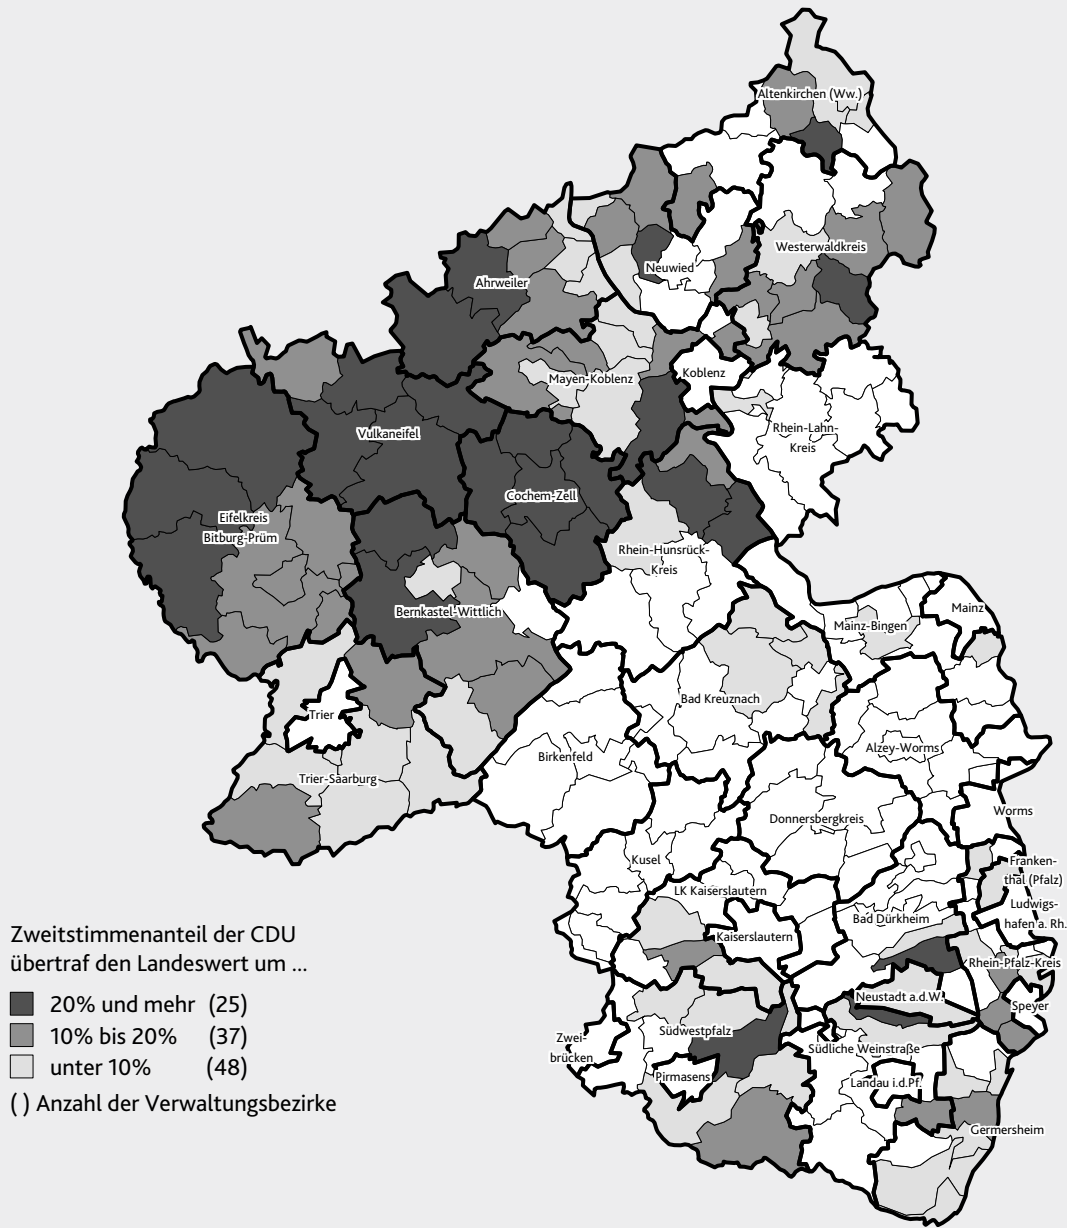 Altenkirchen (Ww.)
Westerwaldkreis
Neuwied
Ahrweiler
Mayen-Koblenz
Koblenz
Rhein-Lahn-
Kreis
Vulkaneifel
Cochem-Zell
Eifelkreis
Bitburg-Prüm
Rhein-Hunsrück-
Kreis
Bernkastel-Wittlich
Mainz
Mainz-Bingen
Bad Kreuznach
Trier
Alzey-Worms
Birkenfeld
Trier-Saarburg
Worms
Donnersbergkreis
Kusel
Franken-
thal (Pfalz)
LK Kaiserslautern
Ludwigs-
hafen a. Rh.
Bad Dürkheim
Kaiserslautern
Rhein-Pfalz-Kreis
Neustadt a.d.W.
Speyer
Südwestpfalz
Zwei-
brücken
Südliche Weinstraße
Pirmasens
Landau i.d.Pf.
Germersheim
Zweitstimmenanteil der CDU
übertraf den Landeswert um ...
20% und mehr (25)
10% bis 20% (37)
unter 10% (48)
( ) Anzahl der Verwaltungsbezirke